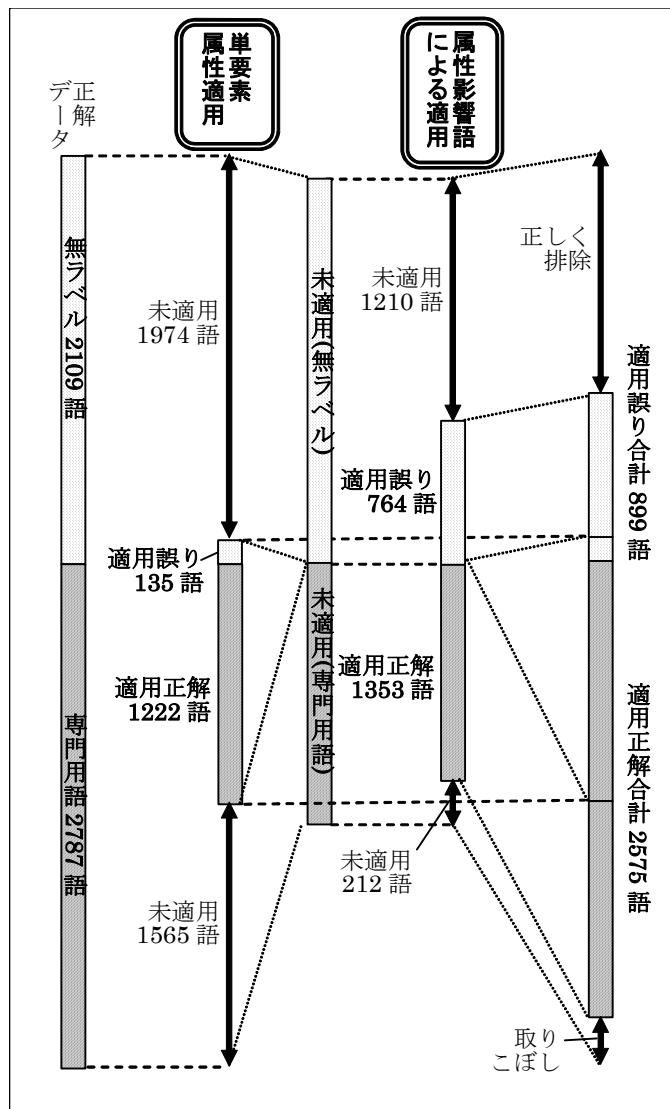 単要素
属性適用
属性影響語
による適用
正解
データ
無ラベル 2109 語
専門用語 2787 語
未適用
1974 語
適用誤り
135 語
適用正解
1222 語
未適用
1565 語
未適用(無ラベル)
未適用(専門用語)
未適用
1210 語
適用誤り
764 語
適用正解
1353 語
未適用
212 語
正しく
排除
適用誤り合計 899 語
適用正解合計 2575 語
取り
こぼし